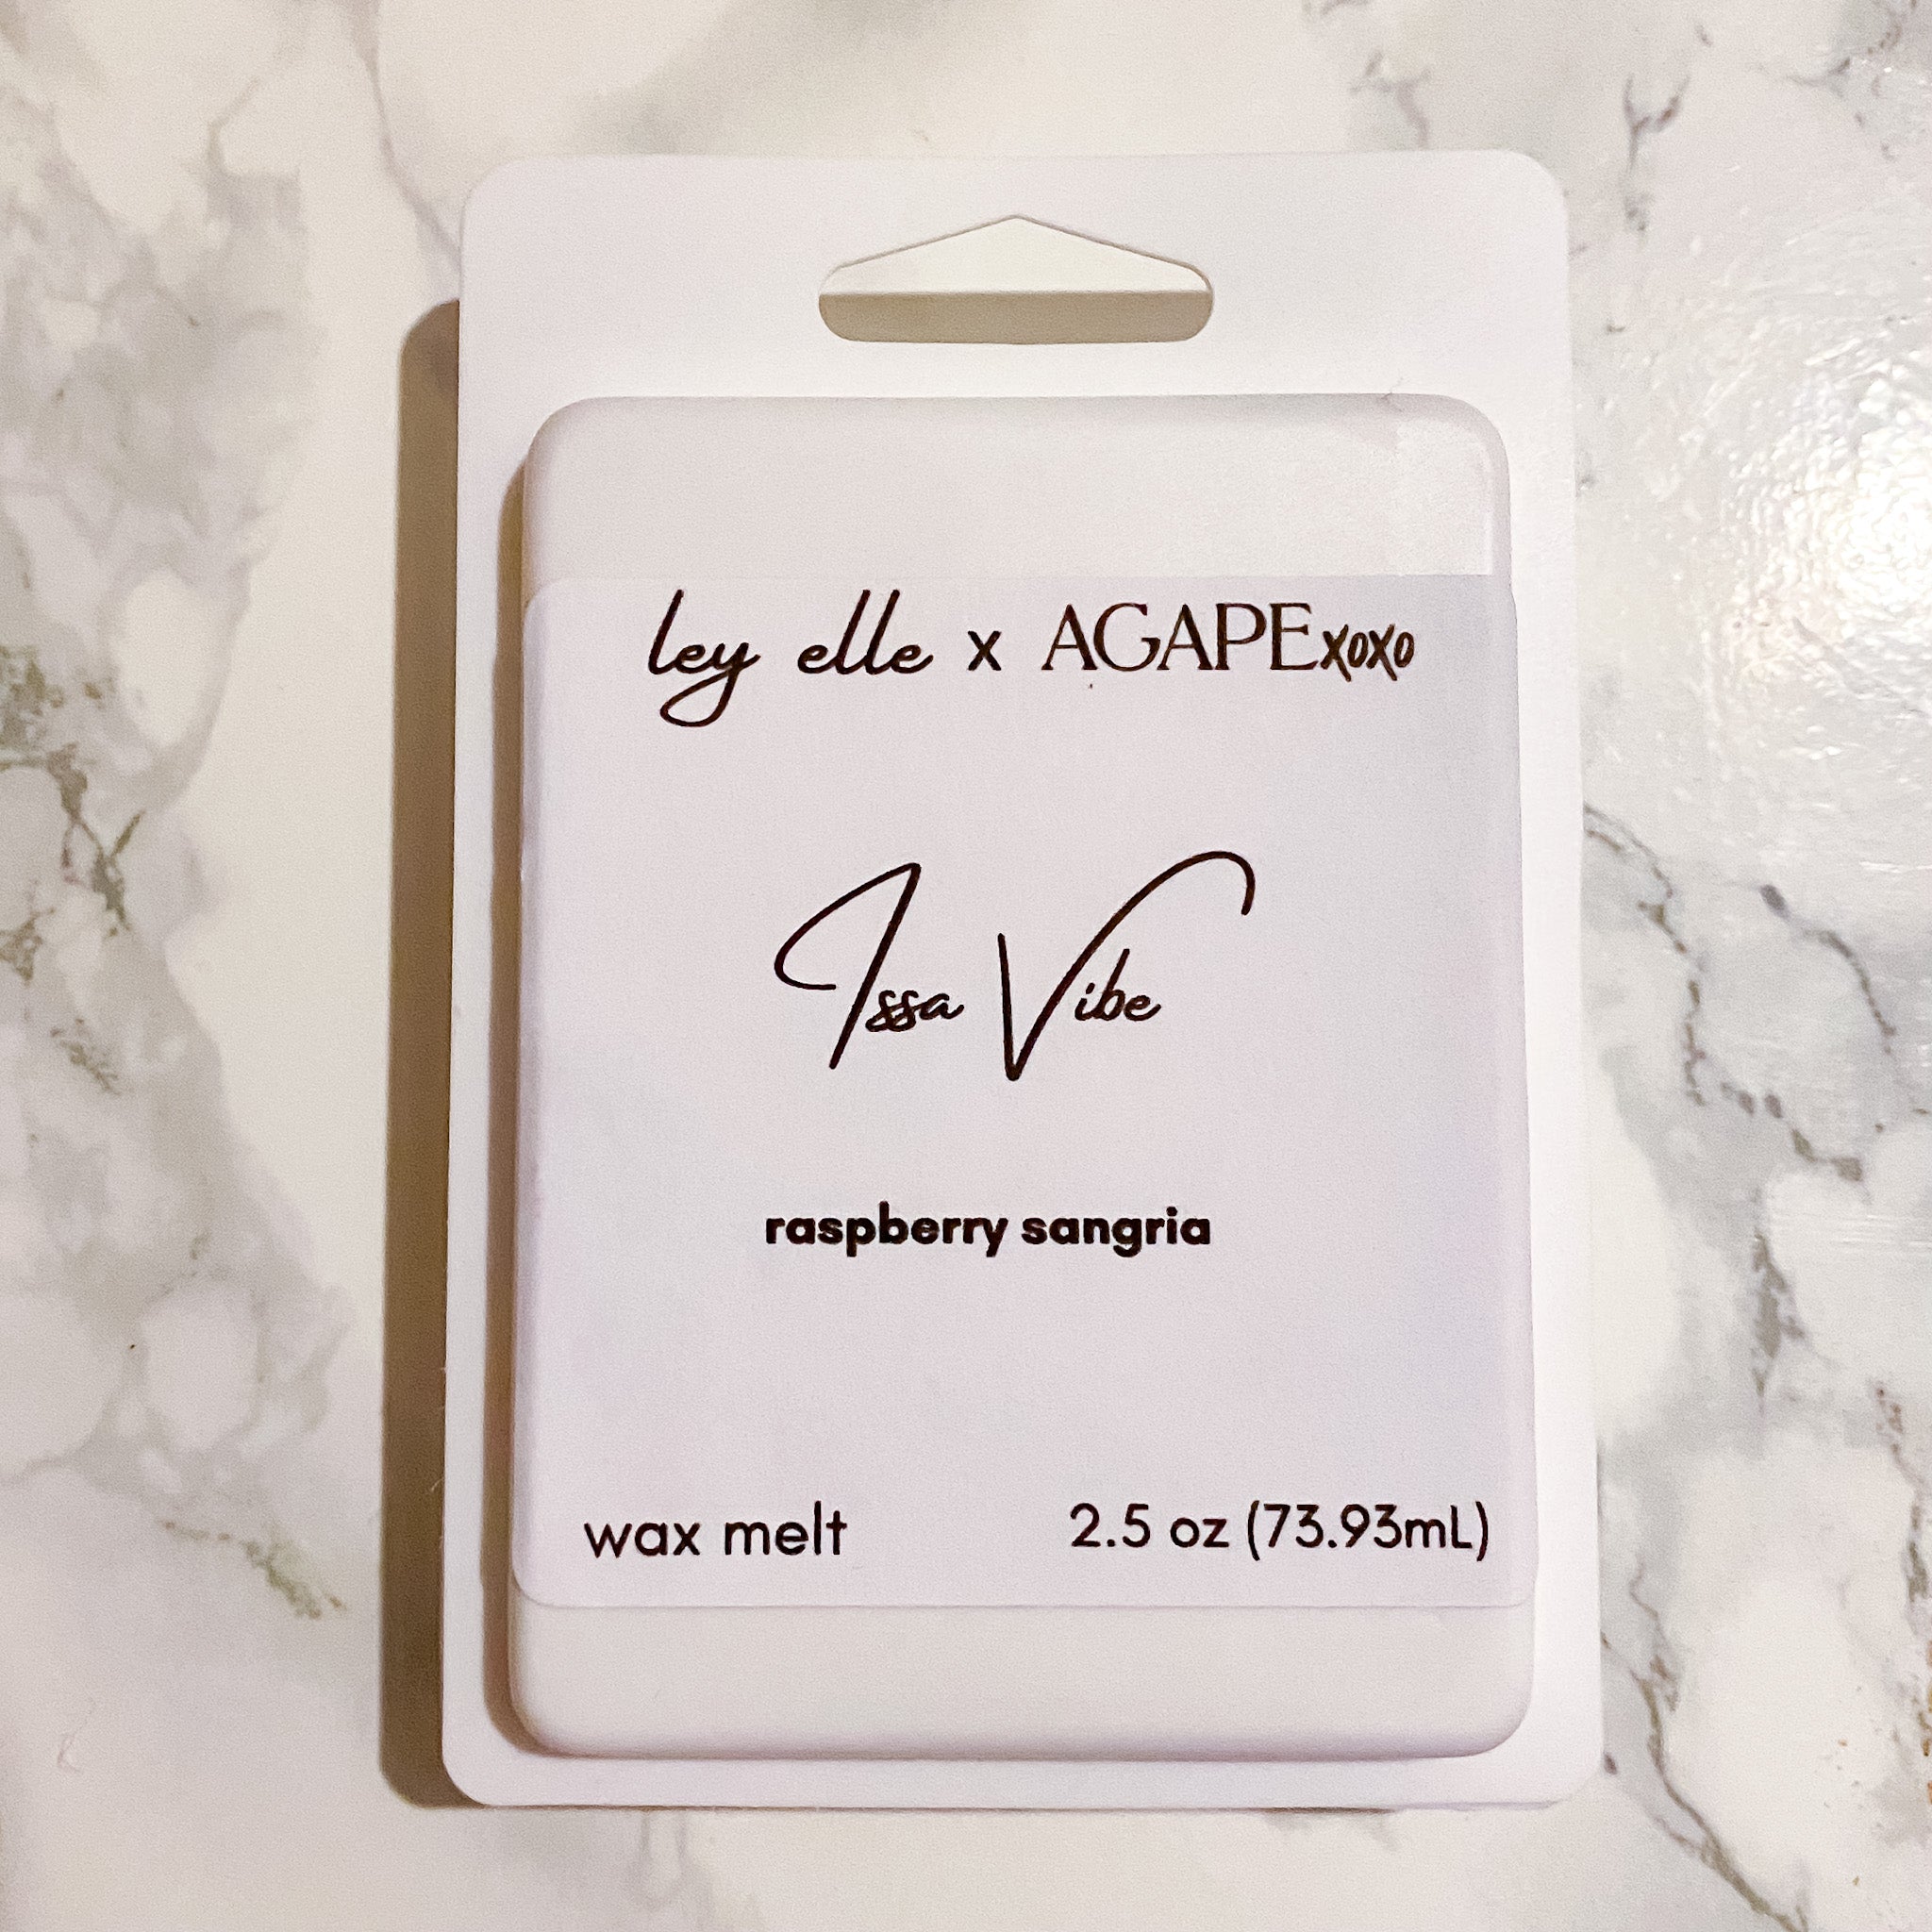 ley elle x AGAPExoxo
Issa Vibe
raspberry sangria
wax melt 2.5 oz (73.93mL)